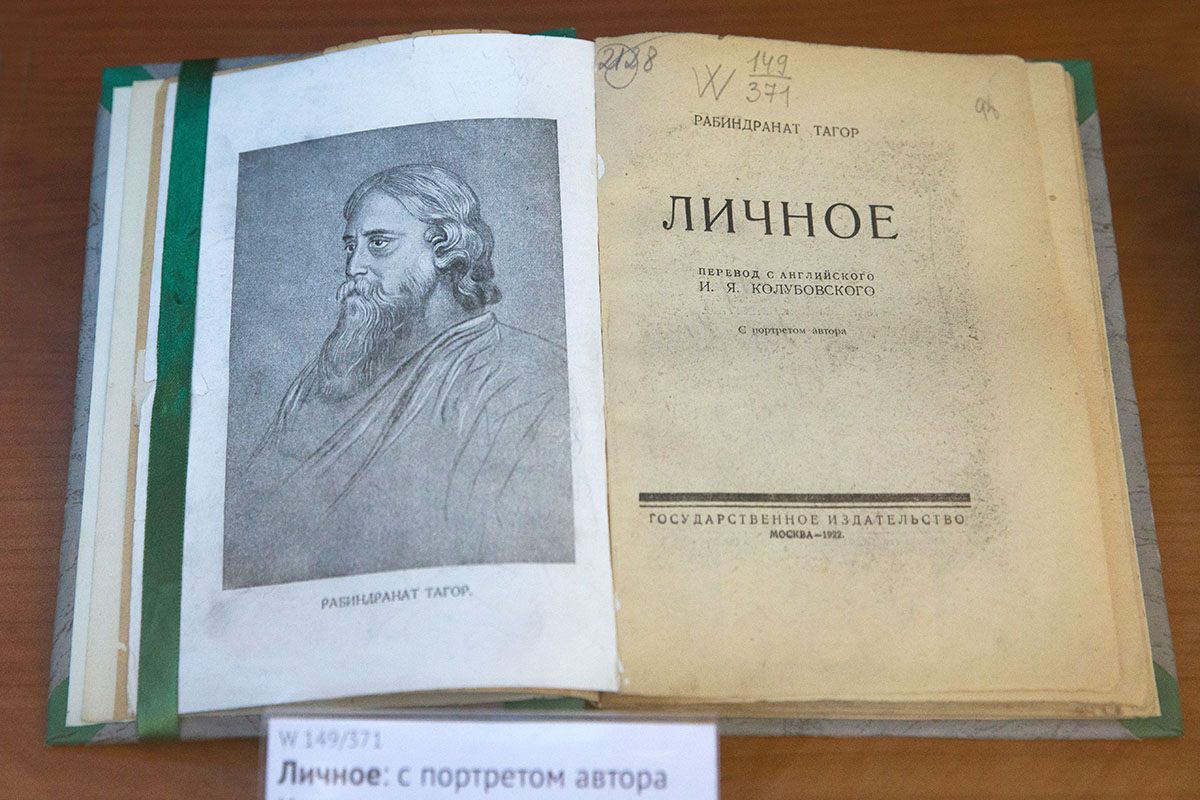 РАБИНДРАНАТ ТАГОР.
2128
W 149
371
93
РАБИНДРАНАТ ТАГОР
ЛИЧНОЕ
ПЕРЕВОД С АНГЛИЙСКОГО
И. Я. КОЛУБОВСКОГО
С портретом автора
ГОСУДАРСТВЕННОЕ ИЗДАТЕЛЬСТВО
МОСКВА—1922.
W 149/371
Личное: с портретом автора